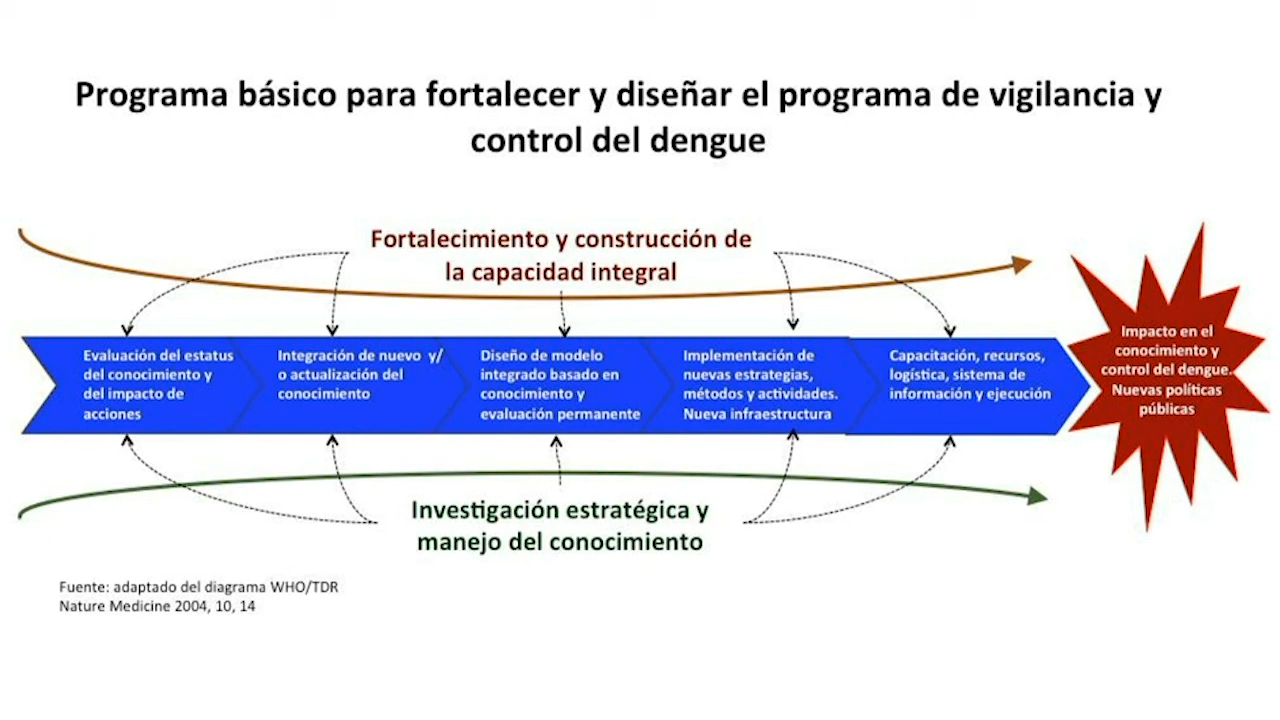 Programa básico para fortalecer y diseñar el programa de vigilancia y
control del dengue
Fortalecimiento y construcción de
la capacidad integral
Evaluación del estatus
del conocimiento y
del impacto de
acciones
Integración de nuevo y/
o actualización del
conocimiento
Diseño de modelo
integrado basado en
conocimiento y
evaluación permanente
Implementación de
nuevas estrategias,
métodos y actividades.
Nueva infraestructura
Capacitación, recursos,
logística, sistema de
información y ejecución
Impacto en el
conocimiento y
control del dengue.
Nuevas políticas
públicas
Investigación estratégica y
manejo del conocimiento
Fuente: adaptado del diagrama WHO/TDR
Nature Medicine 2004, 10, 14